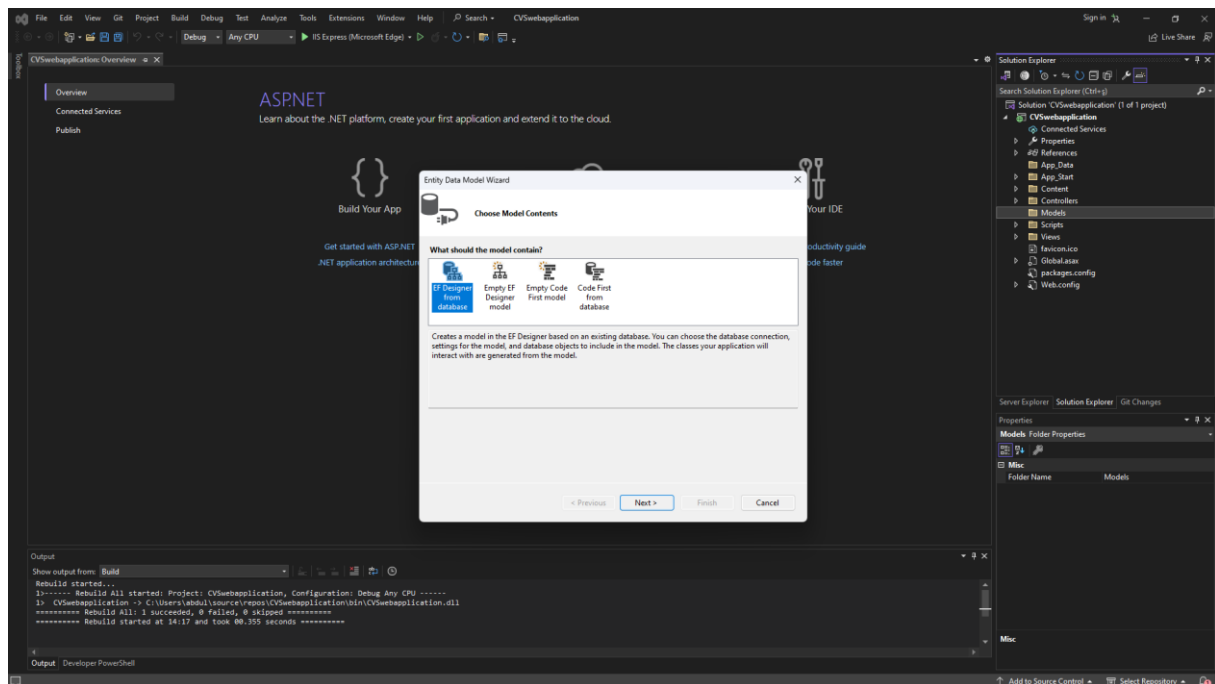 File Edit View Git Project Build Debug Test Analyze Tools Extensions Window Help Search CVSwebapplication Sign in
Debug Any CPU IIS Express (Microsoft Edge) Live Share
Toolbox
CVSwebapplication: Overview
Overview
Connected Services
Publish
ASP.NET
Learn about the .NET platform, create your first application and extend it to the cloud.
Build Your App
Get started with ASP.NET
.NET application architecture
Your IDE
oductivity guide
ode faster
Entity Data Model Wizard
Choose Model Contents
What should the model contain?
EF Designer from database
Empty EF Designer model
Empty Code First model
Code First from database
Creates a model in the EF Designer based on an existing database. You can choose the database connection,
settings for the model, and database objects to include in the model. The classes your application will
interact with are generated from the model.
< Previous Next > Finish Cancel
Solution Explorer
Search Solution Explorer (Ctrl+ş)
Solution 'CVSwebapplication' (1 of 1 project)
CVSwebapplication
Connected Services
Properties
References
App_Data
App_Start
Content
Controllers
Models
Scripts
Views
favicon.ico
Global.asax
packages.config
Web.config
Server Explorer Solution Explorer Git Changes
Properties
Models Folder Properties
Misc
Folder Name Models
Misc
Output
Show output from: Build
Rebuild started...
1>------ Rebuild All started: Project: CVSwebapplication, Configuration: Debug Any CPU ------
1> CVSwebapplication -> C:\Users\abdul\source\repos\CVSwebapplication\bin\CVSwebapplication.dll
========== Rebuild All: 1 succeeded, 0 failed, 0 skipped ==========
========== Rebuild started at 14:17 and took 00.355 seconds ==========
Output Developer PowerShell
Add to Source Control Select Repository